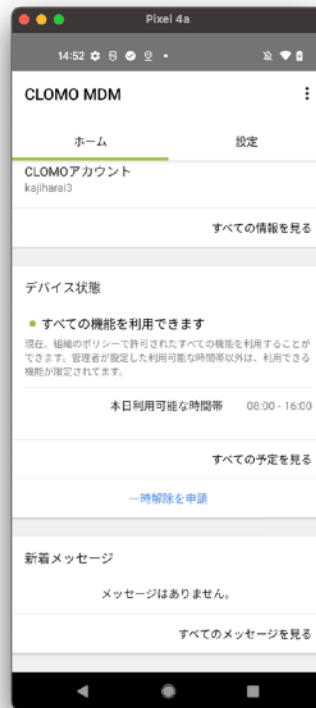 Pixel 4a
14:52
CLOMO MDM
ホーム
設定
CLOMOアカウント
kajiharai3
すべての情報を見る
デバイス状態
すべての機能を利用できます
現在、組織のポリシーで許可されたすべての機能を利用することが
できます。管理者が設定した利用可能な時間帯以外は、利用できる
機能が限定されてます。
本日利用可能な時間帯 08:00 - 16:00
すべての予定を見る
一時解除を申請
新着メッセージ
メッセージはありません。
すべてのメッセージを見る